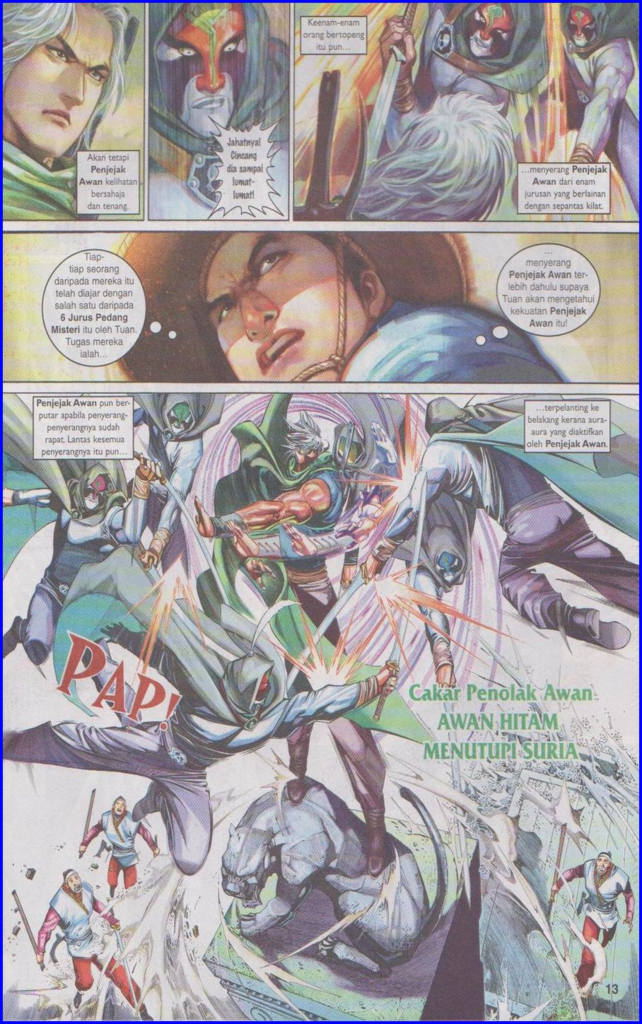 Akan tetapi
Penjejak
Awan kelihatan
bersahaja
dan tenang.
Jahatnya!
Cincang
dia sampai
lumat-
lumat!
Keenam-enam
orang bertopeng
itu pun...
...menyerang Penjejak
Awan dari enam
jurusan yang berlainan
dengan sepantas kilat.
Tiap-
tiap seorang
daripada mereka itu
telah diajar dengan
salah satu daripada
6 Jurus Pedang
Misteri itu oleh Tuan.
Tugas mereka
ialah...
...
menyerang
Penjejak Awan ter-
lebih dahulu supaya
Tuan akan mengetahui
kekuatan Penjejak
Awan itu!
Penjejak Awan pun ber-
putar apabila penyerang-
penyerangnya sudah
rapat. Lantas kesemua
penyerangnya itu pun...
...terpelanting ke
belakang kerana aura-
aura yang diaktifkan
oleh Penjejak Awan.
PAP!
Cakar Penolak Awan
AWAN HITAM
MENUTUPI SURIA
13